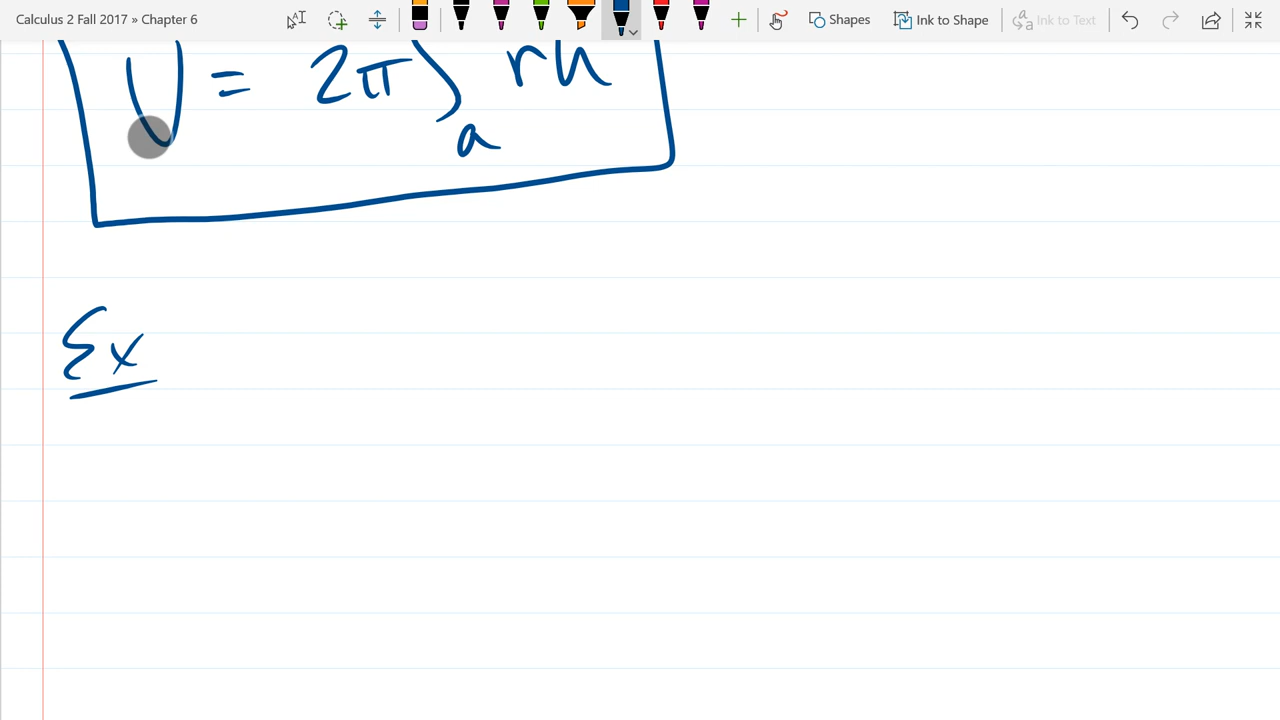 Calculus 2 Fall 2017 » Chapter 6
Shapes
Ink to Shape
Ink to Text
V = 2π ∫ rh
a
Ex